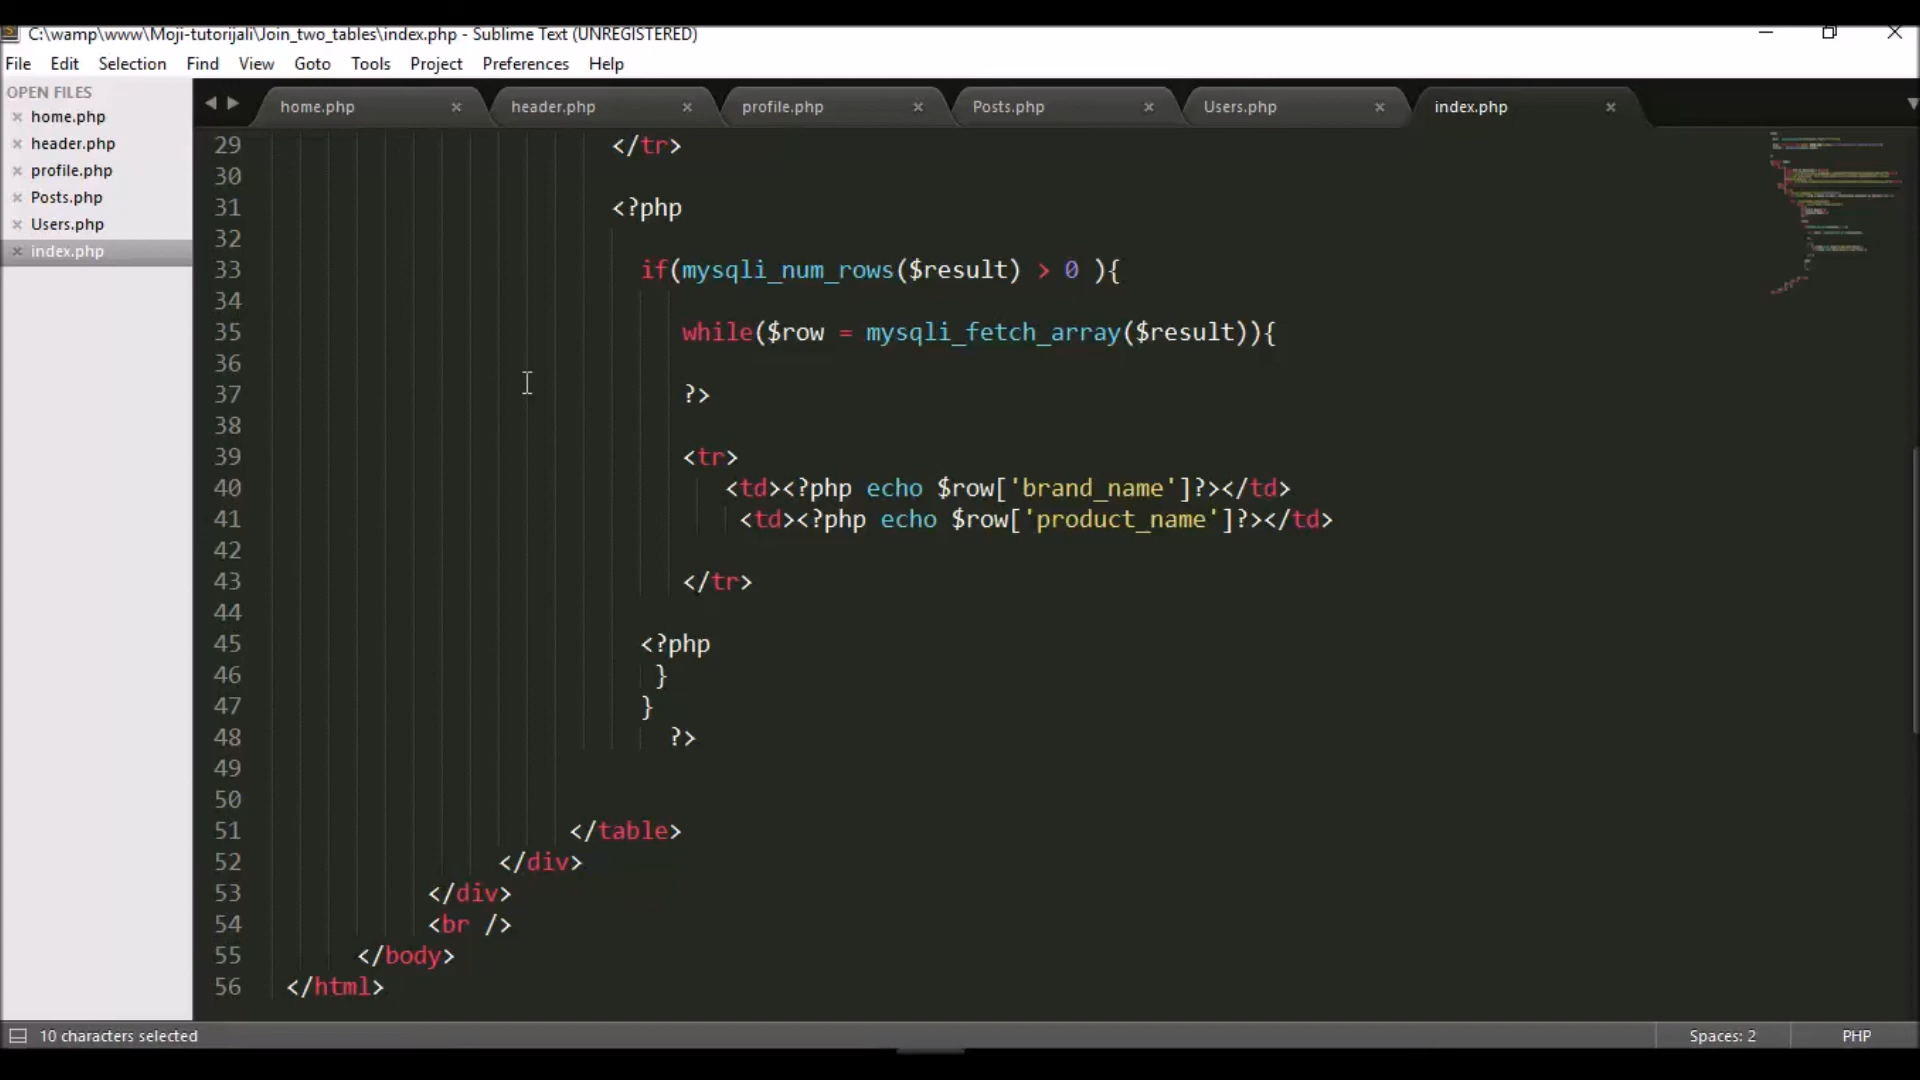 C:\wamp\www\Moji-tutorijali\Join_two_tables\index.php - Sublime Text (UNREGISTERED)
File Edit Selection Find View Goto Tools Project Preferences Help
OPEN FILES
home.php
header.php
profile.php
Posts.php
Users.php
index.php
home.php header.php profile.php Posts.php Users.php index.php
29 </tr>
30
31 <?php
32
33 if(mysqli_num_rows($result) > 0 ){
34
35 while($row = mysqli_fetch_array($result)){
36
37 ?>
38
39 <tr>
40 <td><?php echo $row['brand_name']?></td>
41 <td><?php echo $row['product_name']?></td>
42
43 </tr>
44
45 <?php
46 }
47 }
48 ?>
49
50
51 </table>
52 </div>
53 </div>
54 <br />
55 </body>
56 </html>
10 characters selected
Spaces: 2
PHP